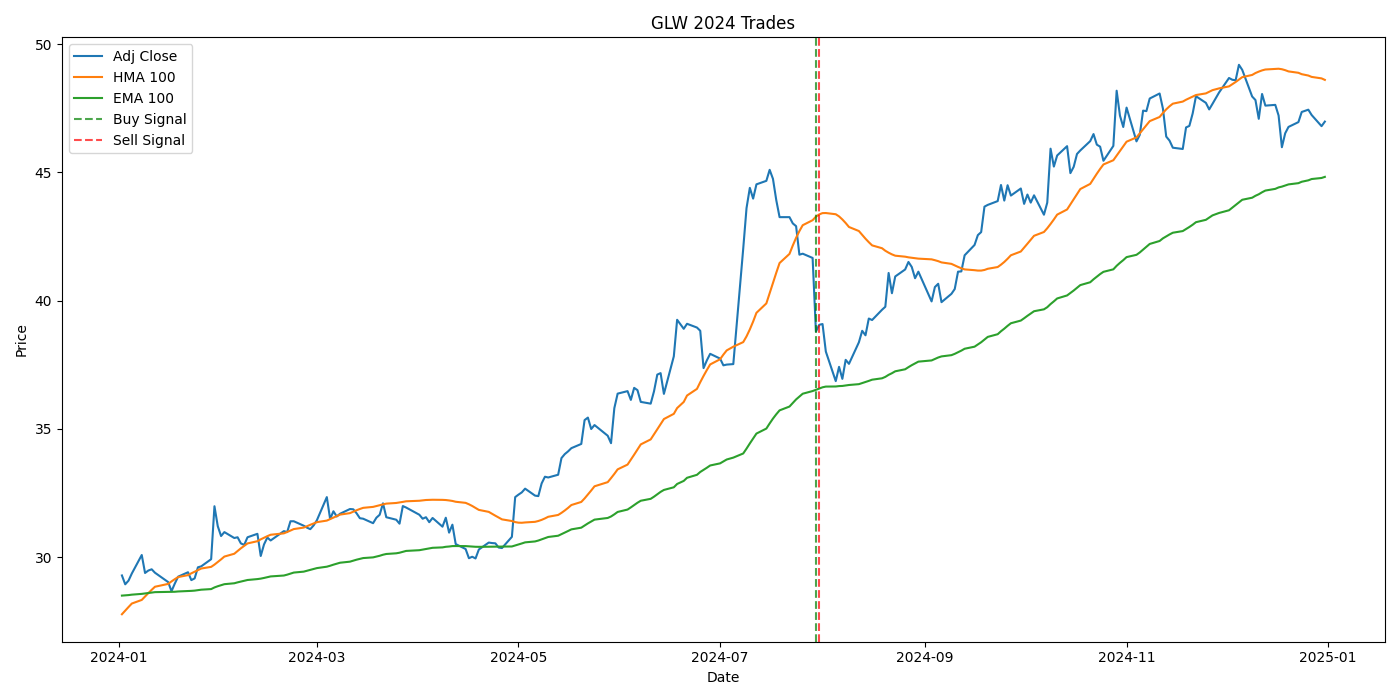 GLW 2024 Trades
Adj Close
HMA 100
EMA 100
Buy Signal
Sell Signal
Price
50
45
40
35
30
2024-01
2024-03
2024-05
2024-07
2024-09
2024-11
2025-01
Date